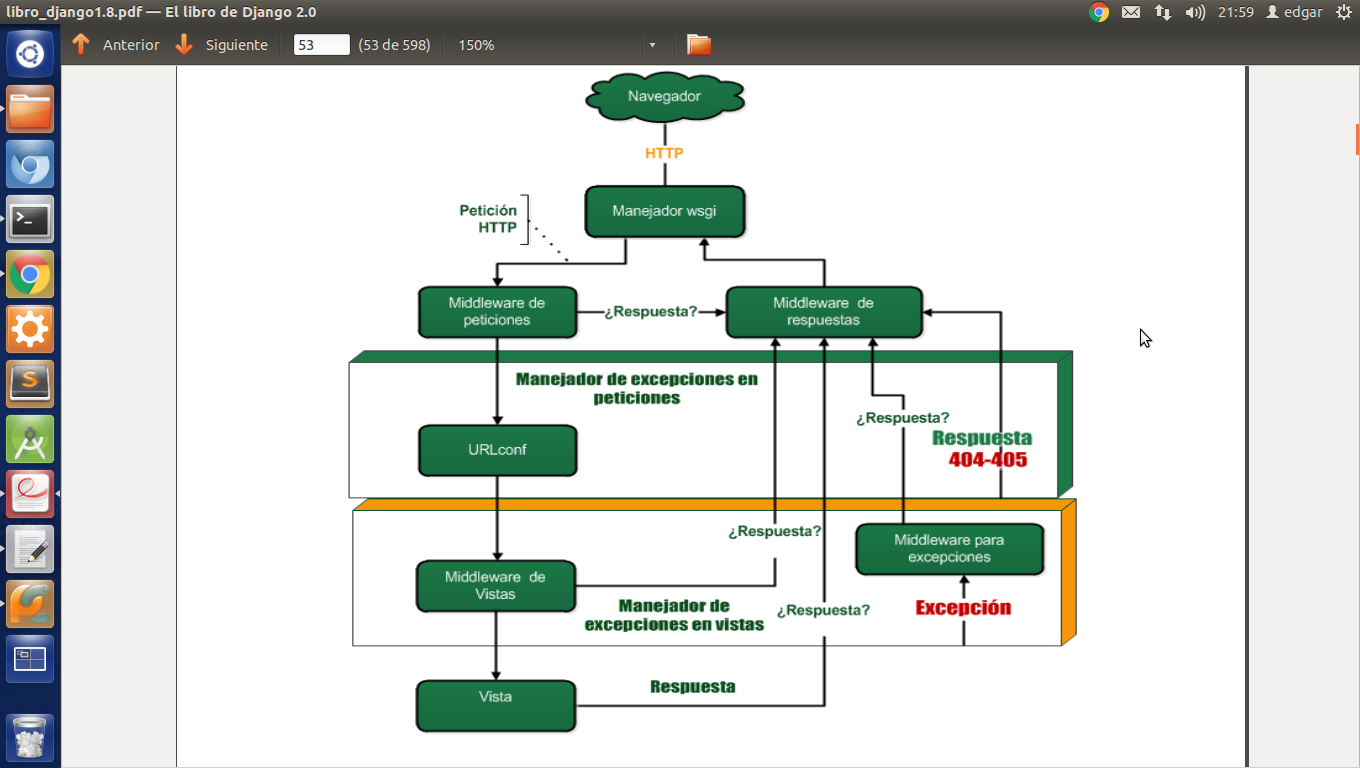 libro_django1.8.pdf — El libro de Django 2.0
21:59
edgar
Anterior
Siguiente
53
(53 de 598)
150%
Navegador
HTTP
Petición
HTTP
Manejador wsgi
Middleware de
peticiones
¿Respuesta?
Middleware de
respuestas
Manejador de excepciones en
peticiones
¿Respuesta?
Respuesta
404-405
URLconf
¿Respuesta?
Middleware para
excepciones
Middleware de
Vistas
Manejador de
excepciones en vistas
¿Respuesta?
Excepción
Vista
Respuesta